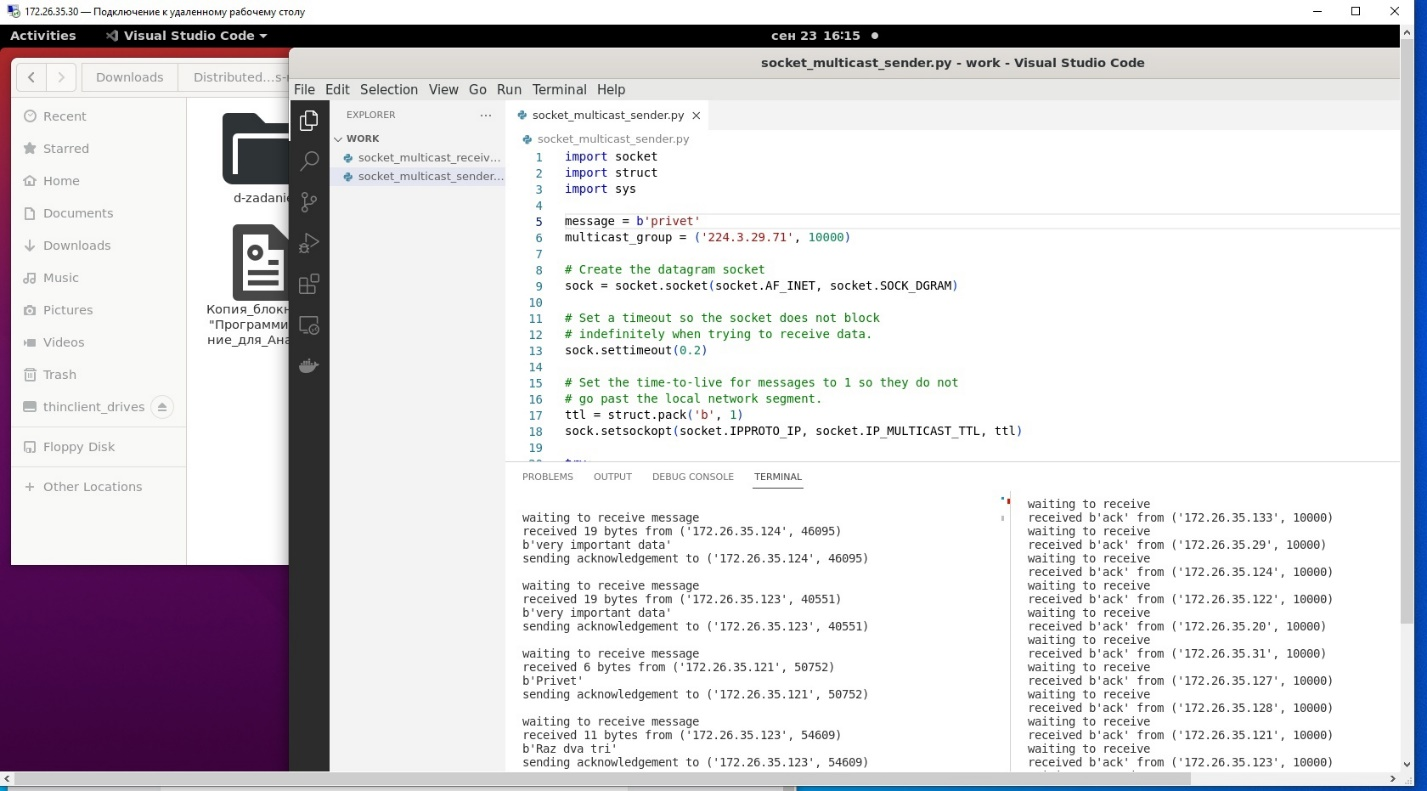 172.26.35.30 — Подключение к удаленному рабочему столу
Activities
Visual Studio Code
сен 23 16:15
Downloads
Distributed...s-
Recent
Starred
Home
Documents
Downloads
Music
Pictures
Videos
Trash
thinclient_drives
Floppy Disk
Other Locations
d-zadanie
Копия_блокн
"Программи
ние_для_Ана
socket_multicast_sender.py - work - Visual Studio Code
File Edit Selection View Go Run Terminal Help
EXPLORER
WORK
socket_multicast_receiv...
socket_multicast_sender...
socket_multicast_sender.py
socket_multicast_sender.py
1 import socket
2 import struct
3 import sys
4
5 message = b'privet'
6 multicast_group = ('224.3.29.71', 10000)
7
8 # Create the datagram socket
9 sock = socket.socket(socket.AF_INET, socket.SOCK_DGRAM)
10
11 # Set a timeout so the socket does not block
12 # indefinitely when trying to receive data.
13 sock.settimeout(0.2)
14
15 # Set the time-to-live for messages to 1 so they do not
16 # go past the local network segment.
17 ttl = struct.pack('b', 1)
18 sock.setsockopt(socket.IPPROTO_IP, socket.IP_MULTICAST_TTL, ttl)
19
PROBLEMS OUTPUT DEBUG CONSOLE TERMINAL
waiting to receive message
received 19 bytes from ('172.26.35.124', 46095)
b'very important data'
sending acknowledgement to ('172.26.35.124', 46095)
waiting to receive message
received 19 bytes from ('172.26.35.123', 40551)
b'very important data'
sending acknowledgement to ('172.26.35.123', 40551)
waiting to receive message
received 6 bytes from ('172.26.35.121', 50752)
b'Privet'
sending acknowledgement to ('172.26.35.121', 50752)
waiting to receive message
received 11 bytes from ('172.26.35.123', 54609)
b'Raz dva tri'
sending acknowledgement to ('172.26.35.123', 54609)
waiting to receive
received b'ack' from ('172.26.35.133', 10000)
waiting to receive
received b'ack' from ('172.26.35.29', 10000)
waiting to receive
received b'ack' from ('172.26.35.124', 10000)
waiting to receive
received b'ack' from ('172.26.35.122', 10000)
waiting to receive
received b'ack' from ('172.26.35.20', 10000)
waiting to receive
received b'ack' from ('172.26.35.31', 10000)
waiting to receive
received b'ack' from ('172.26.35.127', 10000)
waiting to receive
received b'ack' from ('172.26.35.128', 10000)
waiting to receive
received b'ack' from ('172.26.35.121', 10000)
waiting to receive
received b'ack' from ('172.26.35.123', 10000)